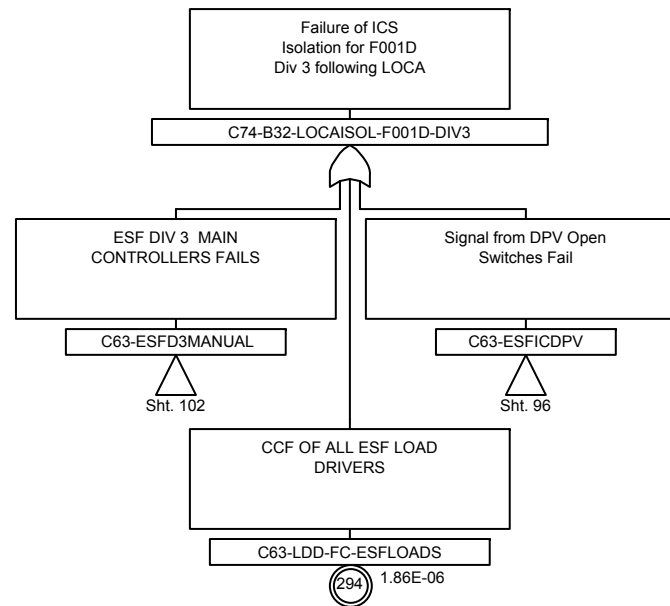 Failure of ICS
Isolation for F001D
Div 3 following LOCA
C74-B32-LOCAISOL-F001D-DIV3
ESF DIV 3 MAIN
CONTROLLERS FAILS
C63-ESFD3MANUAL
Sht. 102
Signal from DPV Open
Switches Fail
C63-ESFICDPV
Sht. 96
CCF OF ALL ESF LOAD
DRIVERS
C63-LDD-FC-ESFLOADS
294
1.86E-06